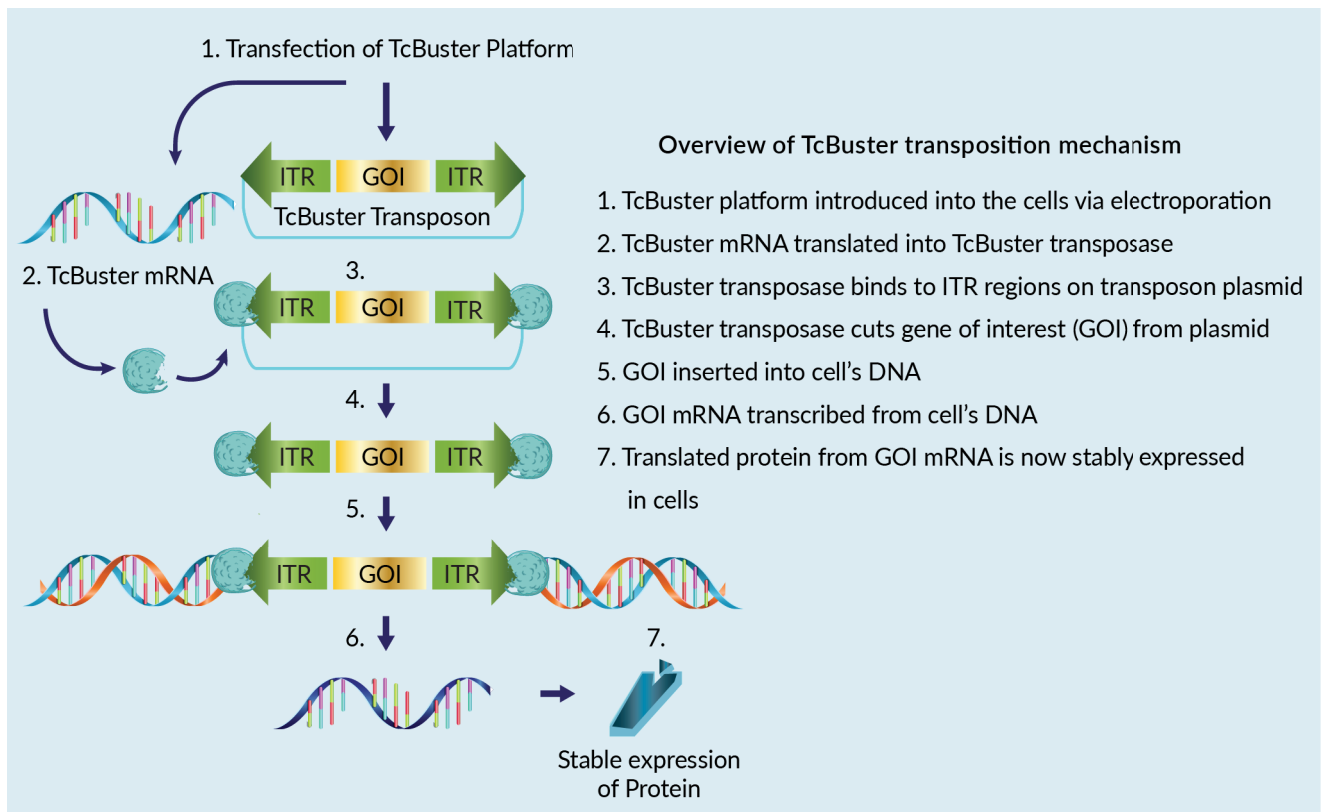 1. Transfection of TcBuster Platform
ITR GOI ITR
TcBuster Transposon
2. TcBuster mRNA
3.
ITR GOI ITR
4.
ITR GOI ITR
5.
ITR GOI ITR
6.
7.
Stable expression
of Protein
Overview of TcBuster transposition mechanism
1. TcBuster platform introduced into the cells via electroporation
2. TcBuster mRNA translated into TcBuster transposase
3. TcBuster transposase binds to ITR regions on transposon plasmid
4. TcBuster transposase cuts gene of interest (GOI) from plasmid
5. GOI inserted into cell’s DNA
6. GOI mRNA transcribed from cell’s DNA
7. Translated protein from GOI mRNA is now stably expressed
in cells